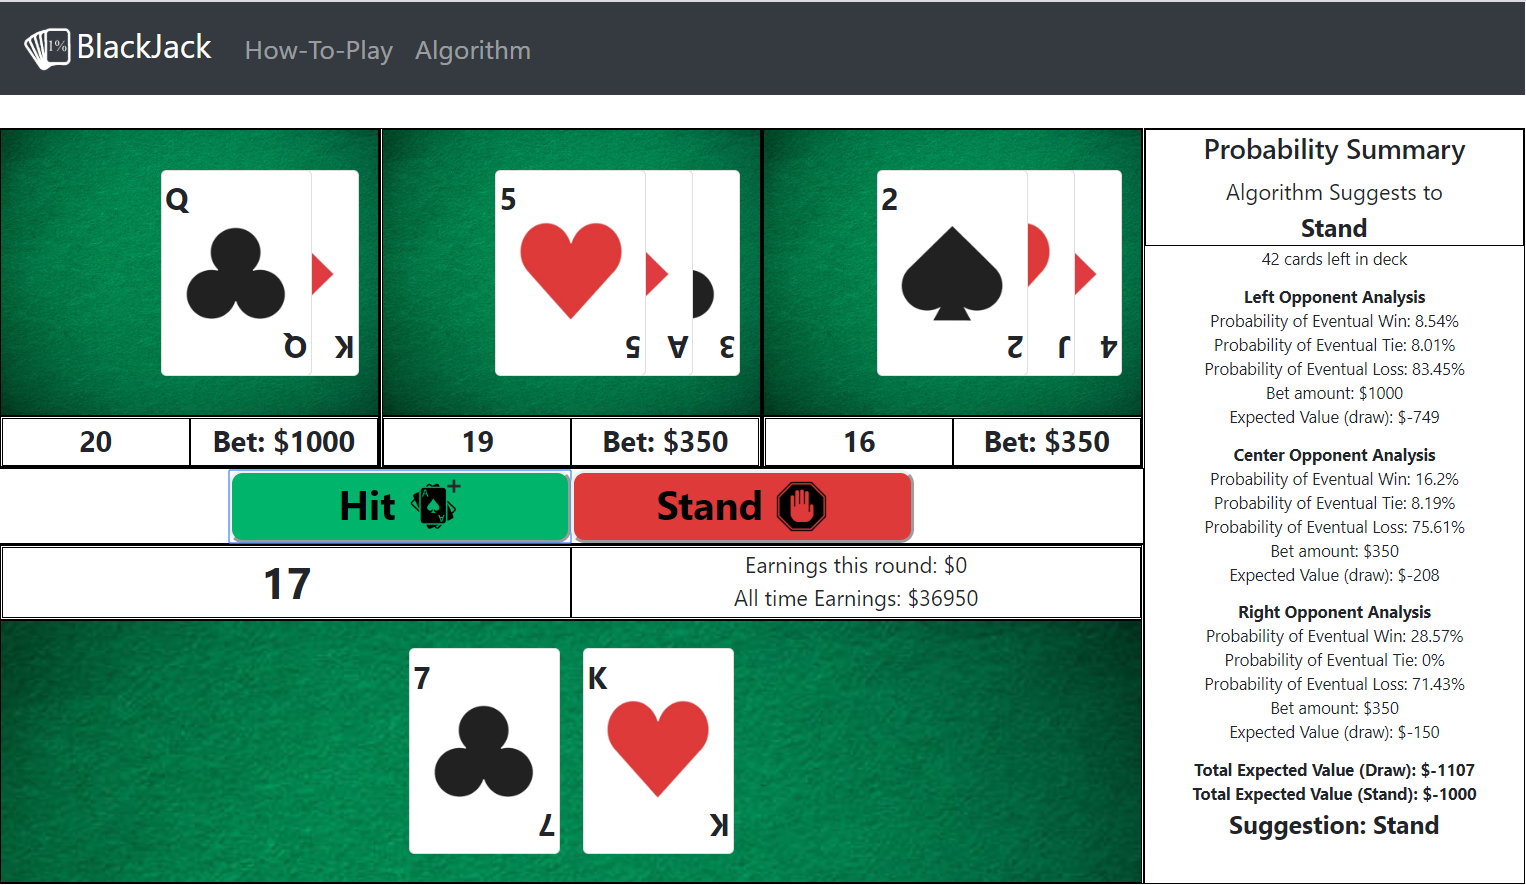 1% BlackJack How-To-Play Algorithm
Q Q K
5 5 A 3
2 2 J 4
20 Bet: $1000 19 Bet: $350 16 Bet: $350
Hit A A Stand
17
Earnings this round: $0
All time Earnings: $36950
7 7
K K
Probability Summary
Algorithm Suggests to
Stand
42 cards left in deck
Left Opponent Analysis
Probability of Eventual Win: 8.54%
Probability of Eventual Tie: 8.01%
Probability of Eventual Loss: 83.45%
Bet amount: $1000
Expected Value (draw): $-749
Center Opponent Analysis
Probability of Eventual Win: 16.2%
Probability of Eventual Tie: 8.19%
Probability of Eventual Loss: 75.61%
Bet amount: $350
Expected Value (draw): $-208
Right Opponent Analysis
Probability of Eventual Win: 28.57%
Probability of Eventual Tie: 0%
Probability of Eventual Loss: 71.43%
Bet amount: $350
Expected Value (draw): $-150
Total Expected Value (Draw): $-1107
Total Expected Value (Stand): $-1000
Suggestion: Stand